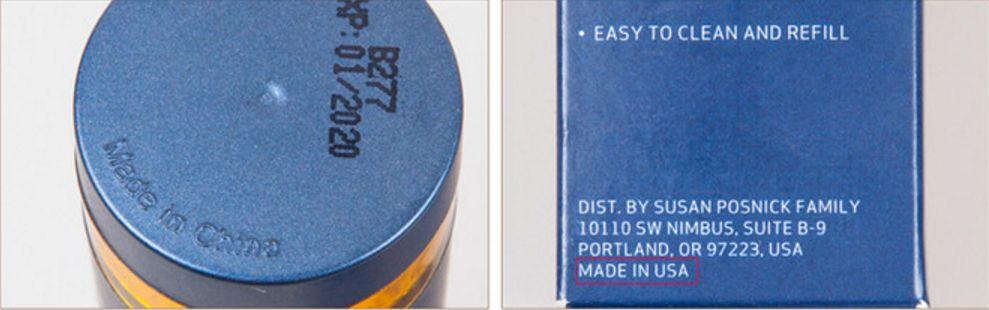 B277
XP: 01/2020
Made in China
• EASY TO CLEAN AND REFILL
DIST. BY SUSAN POSNICK FAMILY
10110 SW NIMBUS, SUITE B-9
PORTLAND, OR 97223, USA
MADE IN USA